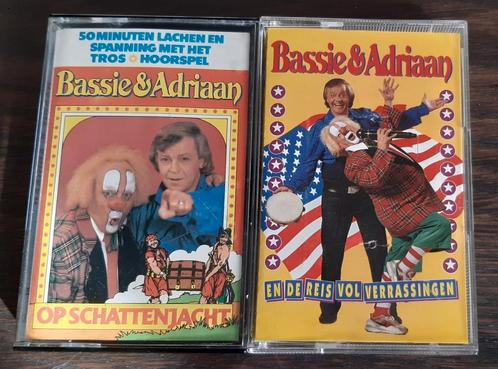 50 MINUTEN LACHEN EN
SPANNING MET HET
TROS HOORSPEL
Bassie & Adriaan
OP SCHATTENJACHT
Bassie & Adriaan
EN DE REIS VOL VERRASSINGEN